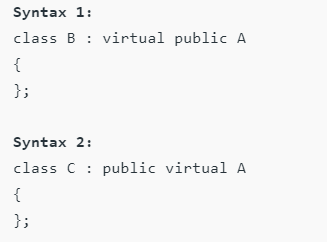 Syntax 1:
class B : virtual public A
{
};
Syntax 2:
class C : public virtual A
{
};